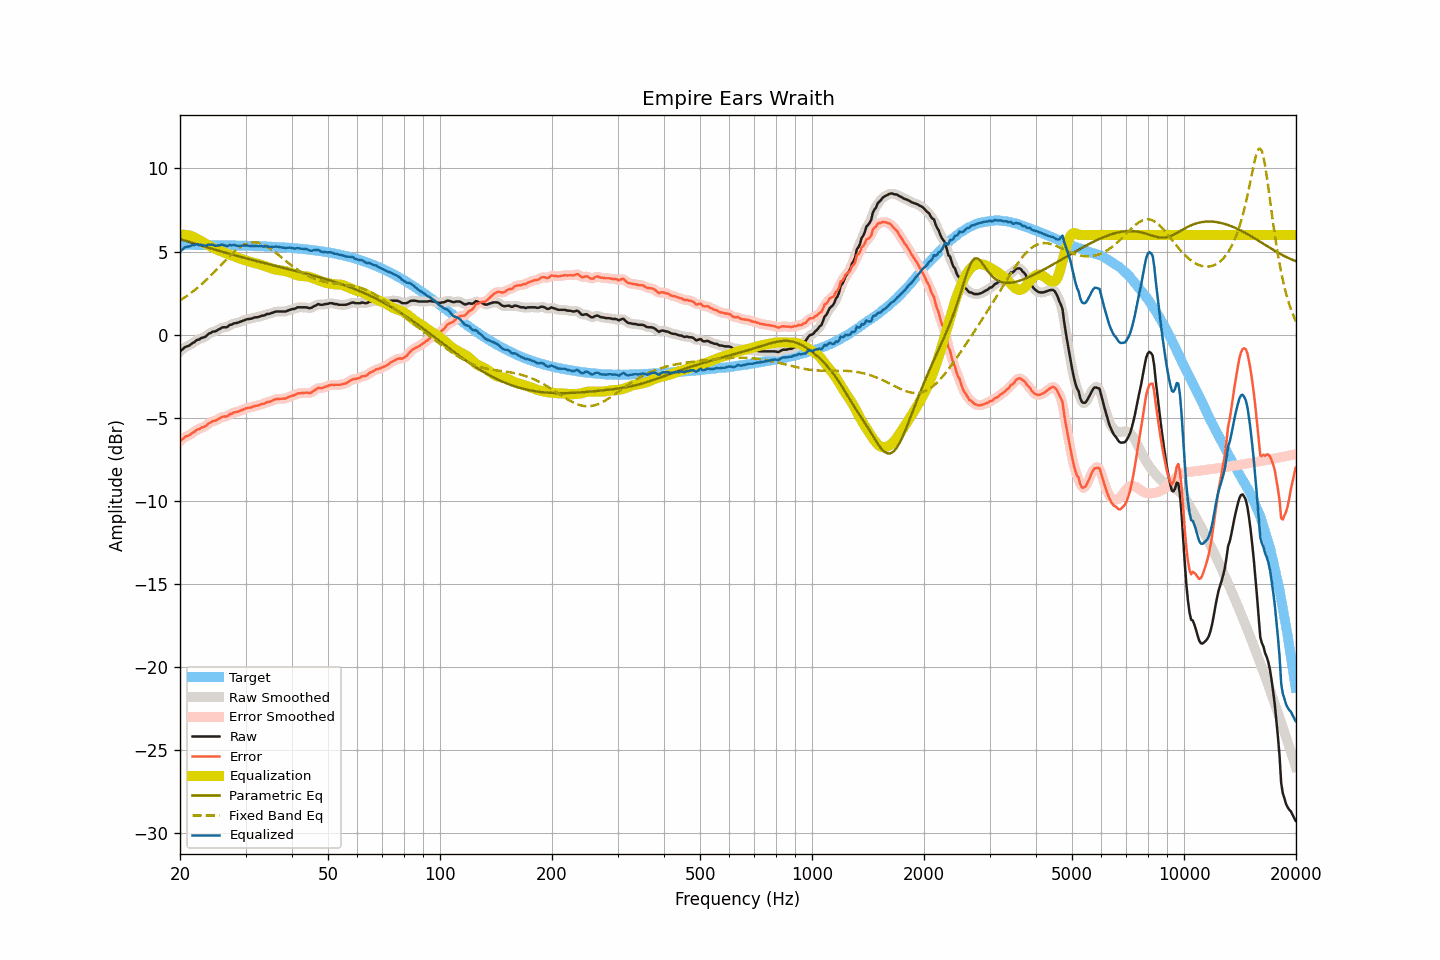 Empire Ears Wraith
Amplitude (dBr)
10
5
0
−5
−10
−15
−20
−25
−30
Target
Raw Smoothed
Error Smoothed
Raw
Error
Equalization
Parametric Eq
Fixed Band Eq
Equalized
20 50 100 200 500 1000 2000 5000 10000 20000
Frequency (Hz)